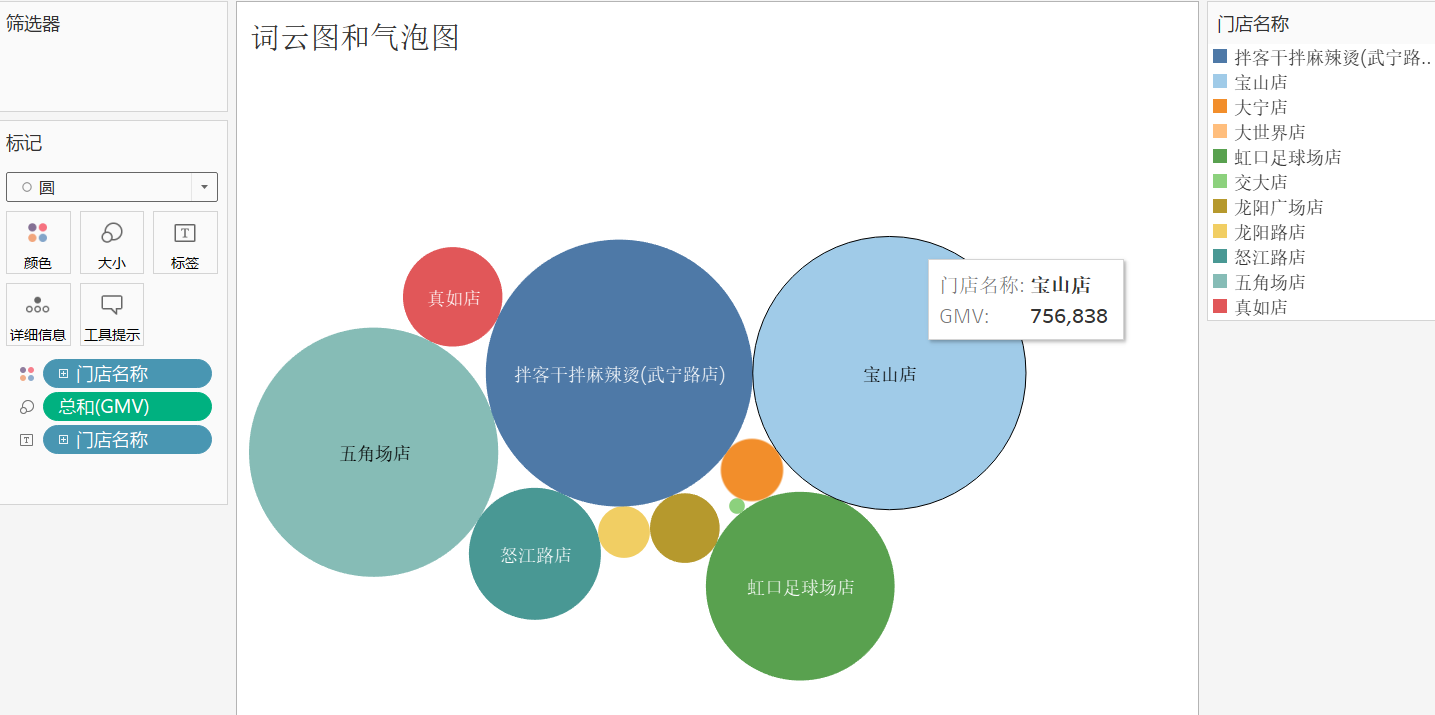 筛选器
标记
圆
颜色
大小
T
标签
详细信息
工具提示
门店名称
总和(GMV)
T
门店名称
词云图和气泡图
真如店
拌客干拌麻辣烫(武宁路店)
宝山店
门店名称: 宝山店
GMV: 756,838
五角场店
怒江路店
虹口足球场店
门店名称
拌客干拌麻辣烫(武宁路..
宝山店
大宁店
大世界店
虹口足球场店
交大店
龙阳广场店
龙阳路店
怒江路店
五角场店
真如店